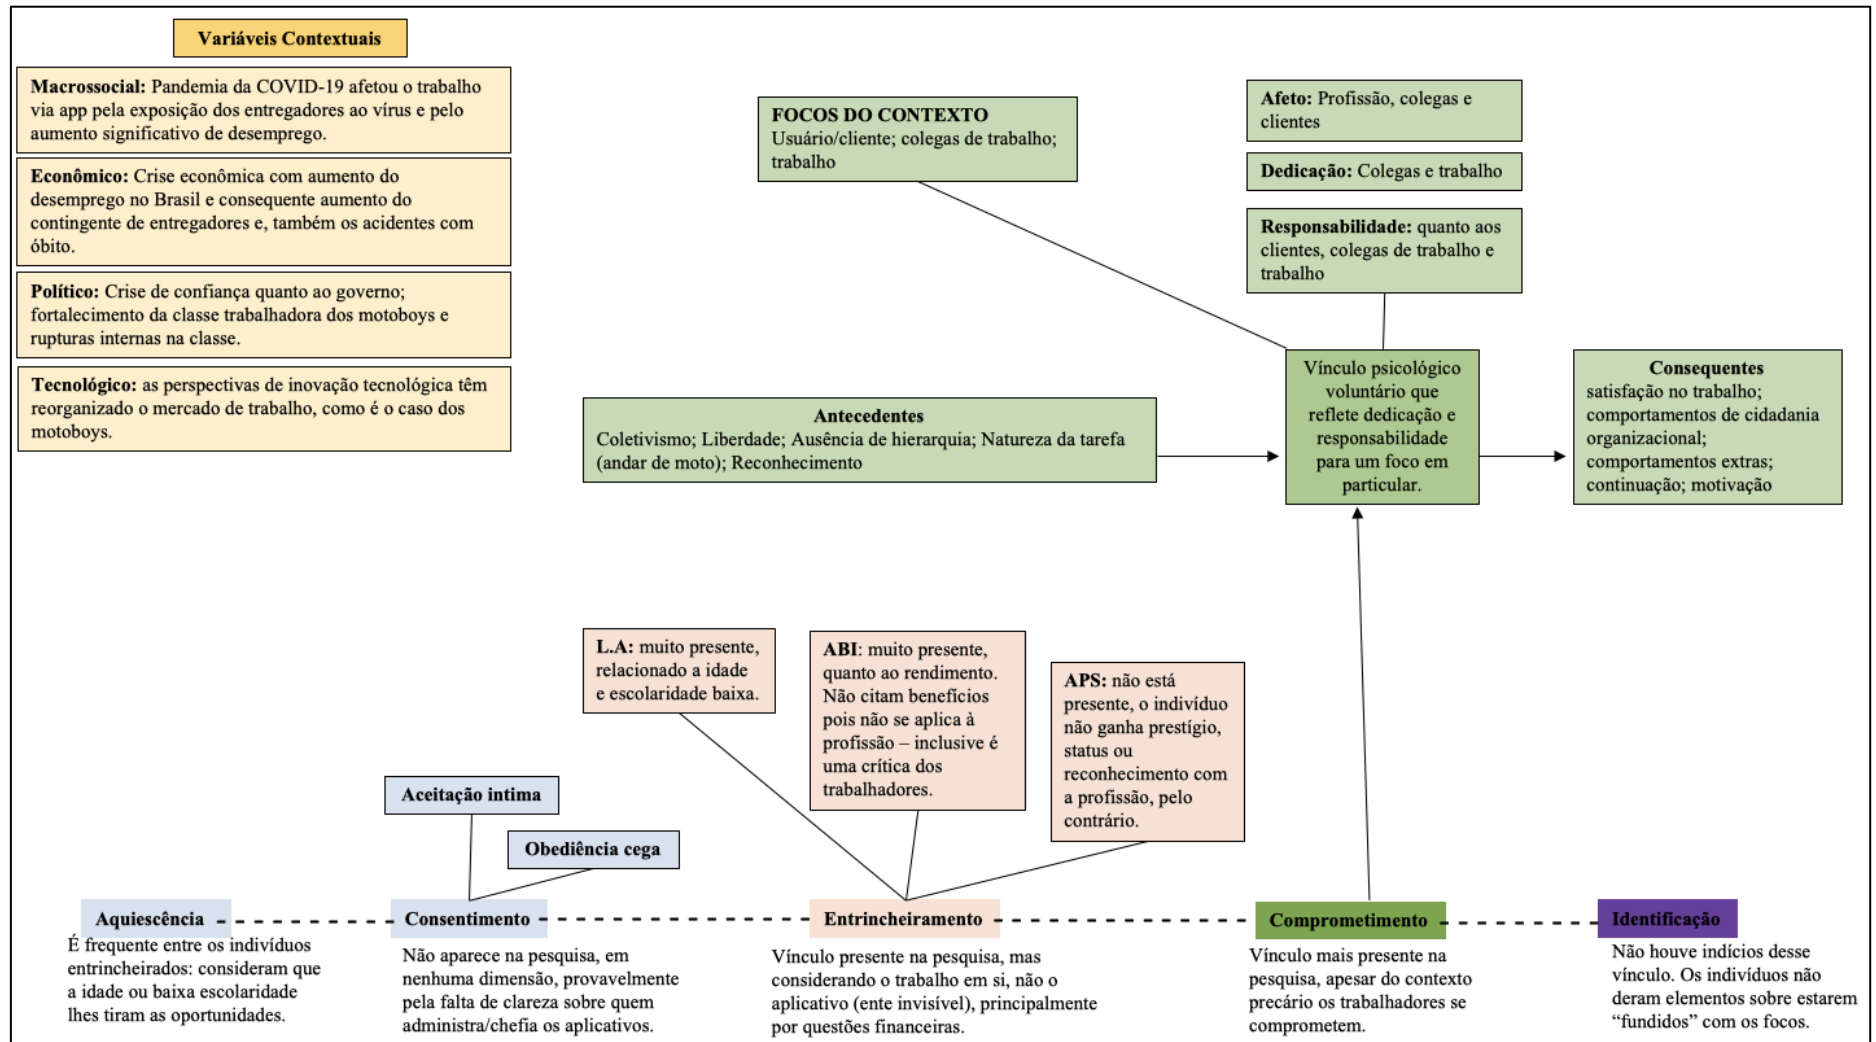 Variáveis Contextuais
Macrossocial: Pandemia da COVID-19 afetou o trabalho
via app pela exposição dos entregadores ao vírus e pelo
aumento significativo de desemprego.
Econômico: Crise econômica com aumento do
desemprego no Brasil e consequente aumento do
contingente de entregadores e, também os acidentes com
óbito.
Político: Crise de confiança quanto ao governo;
fortalecimento da classe trabalhadora dos motoboys e
rupturas internas na classe.
Tecnológico: as perspectivas de inovação tecnológica têm
reorganizado o mercado de trabalho, como é o caso dos
motoboys.
FOCOS DO CONTEXTO
Usuário/cliente; colegas de trabalho;
trabalho
Afeto: Profissão, colegas e
clientes
Dedicação: Colegas e trabalho
Responsabilidade: quanto aos
clientes, colegas de trabalho e
trabalho
Antecedentes
Coletivismo; Liberdade; Ausência de hierarquia; Natureza da tarefa
(andar de moto); Reconhecimento
Vínculo psicológico
voluntário que
reflete dedicação e
responsabilidade
para um foco em
particular.
Consequentes
satisfação no trabalho;
comportamentos de cidadania
organizacional;
comportamentos extras;
continuação; motivação
L.A: muito presente,
relacionado a idade
e escolaridade baixa.
ABI: muito presente,
quanto ao rendimento.
Não citam benefícios
pois não se aplica à
profissão – inclusive é
uma crítica dos
trabalhadores.
APS: não está
presente, o indivíduo
não ganha prestígio,
status ou
reconhecimento com
a profissão, pelo
contrário.
Aceitação intima
Obediência cega
Aquiescência
É frequente entre os indivíduos
entrincheirados: consideram que
a idade ou baixa escolaridade
lhes tiram as oportunidades.
Consentimento
Não aparece na pesquisa, em
nenhuma dimensão, provavelmente
pela falta de clareza sobre quem
administra/chefia os aplicativos.
Entrincheiramento
Vínculo presente na pesquisa, mas
considerando o trabalho em si, não o
aplicativo (ente invisível), principalmente
por questões financeiras.
Comprometimento
Vínculo mais presente na
pesquisa, apesar do contexto
precário os trabalhadores se
comprometem.
Identificação
Não houve indícios desse
vínculo. Os indivíduos não
deram elementos sobre estarem
“fundidos” com os focos.